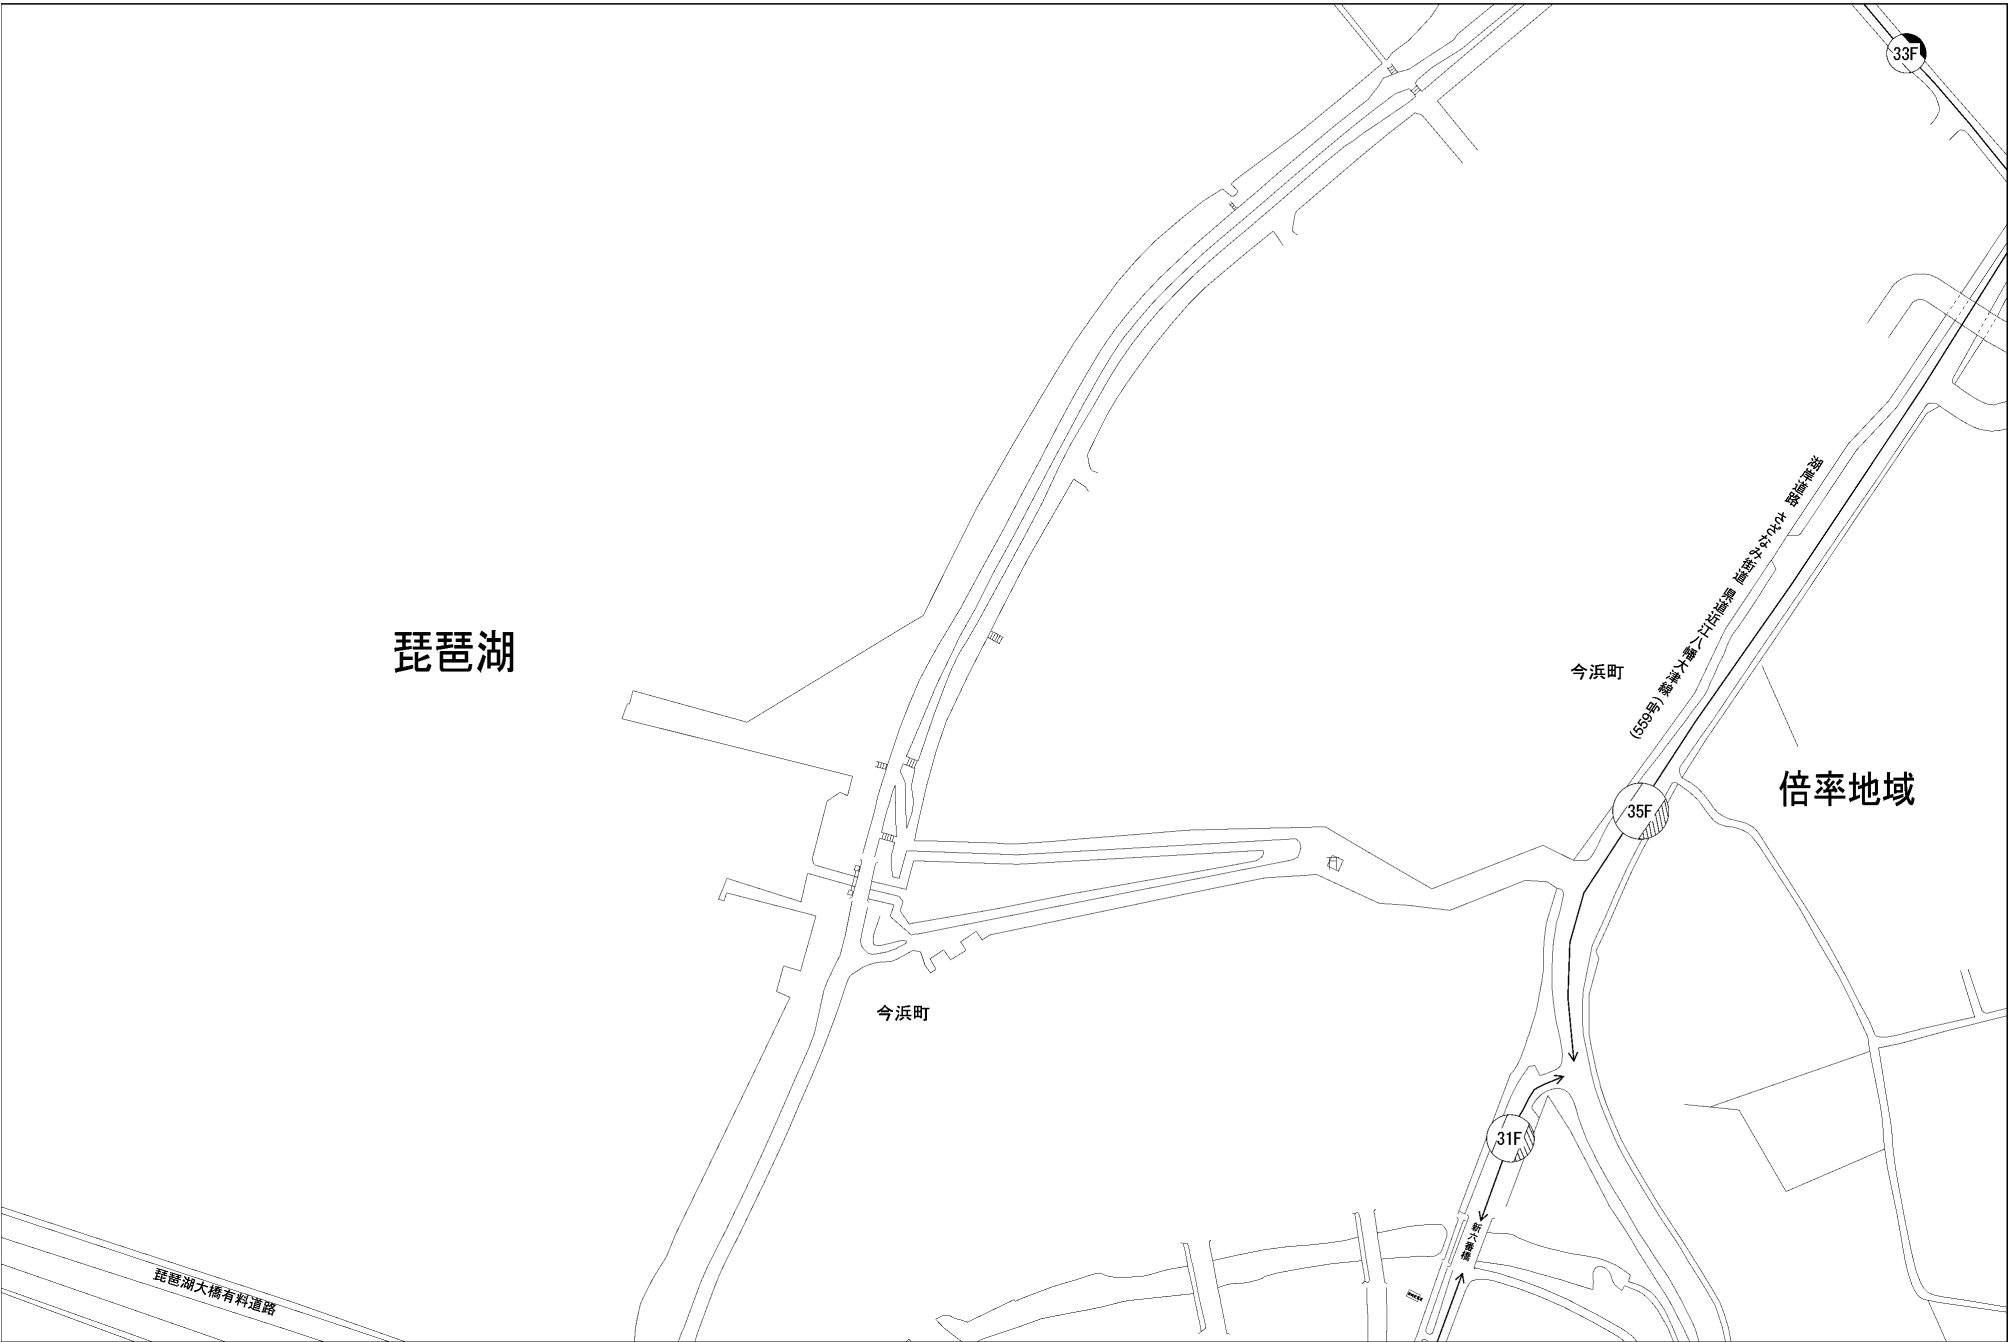 33F
湖岸道路 さざなみ街道 県道近江八幡大津線
(559号)
琵琶湖
今浜町
倍率地域
35F
今浜町
31F
新六番橋
琵琶湖大橋有料道路